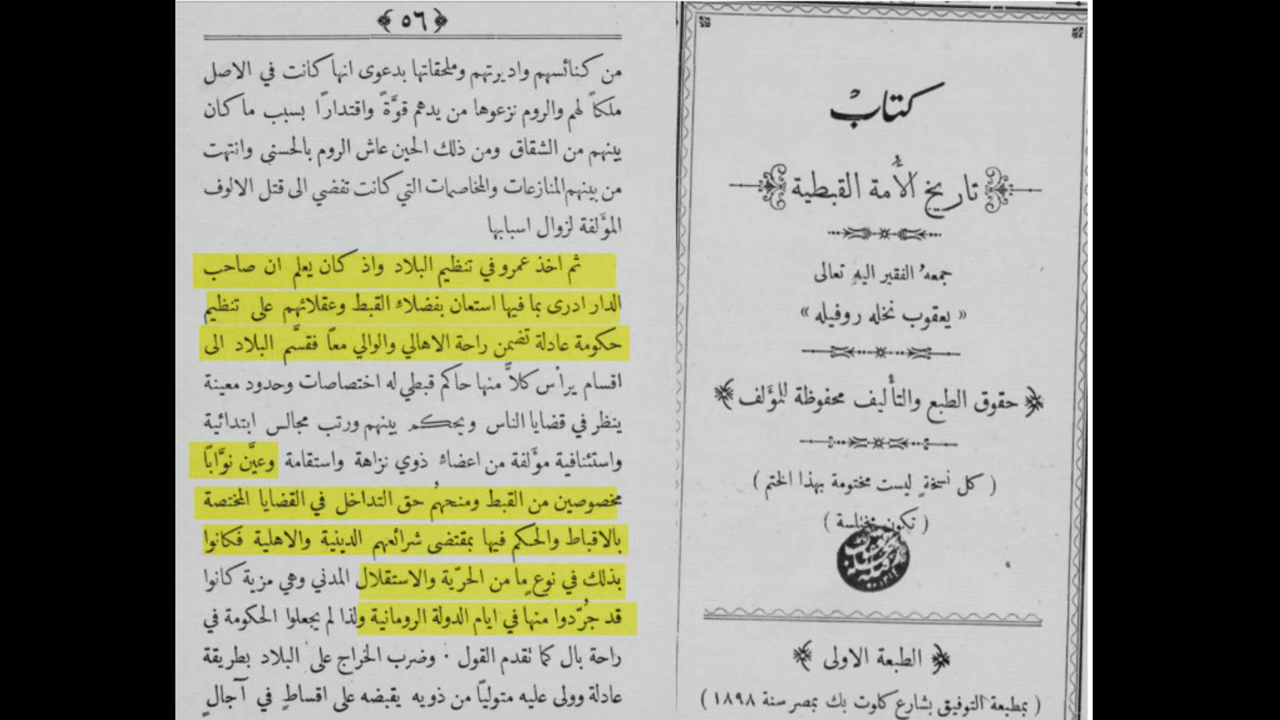 كتاب
تاريخ الأمة القبطية
جمعهُ الفقير اليهِ تعالى
« يعقوب نخله روفيله »
حقوق الطبع والتأليف محفوظة للمؤلف
( كل نسخةٍ ليست مختومة بهذا الختم )
( تكون مختلسة )
الطبعة الاولى
( بمطبعة التوفيق بشارع كلوت بك بمصر سنة ١٨٩٨ )
﴿ ٥٦ ﴾
من كنائسهم واديرتهم وملحقاتها بدعوى انها كانت في الاصل
ملكاً لهم والروم نزعوها من يدهم قوَّةً واقتدارًا بسبب ما كان
بينهم من الشقاق ومن ذلك الحين عاش الروم بالحسنى وانتهت
من بينهم المنازعات والمخاصمات التي كانت تفضي الى قتل الالوف
المؤلفة لزوال اسبابها
ثم اخذ عمرو في تنظيم البلاد واذ كان يعلم ان صاحب
الدار ادرى بما فيها استعان بفضلاء القبط وعقلائهم على تنظيم
حكومة عادلة تضمن راحة الاهالي والوالي معًا فقسَّم البلاد الى
اقسام يرأس كلاًّ منها حاكم قبطي له اختصاصات وحدود معينة
ينظر في قضايا الناس ويحكم بينهم ورتب مجالس ابتدائية
واستئنافية مؤلفة من اعضاء ذوي نزاهة واستقامة وعيَّن نوَّابًا
مخصوصين من القبط ومنحهم حق التداخل في القضايا المختصة
بالاقباط والحكم فيها بمقتضى شرائعهم الدينية والاهلية فكانوا
بذلك في نوعٍ ما من الحرّية والاستقلال المدني وهي مزية كانوا
قد جُرّدوا منها في ايام الدولة الرومانية ولذا لم يجعلوا الحكومة في
راحة بال كما تقدم القول . وضرب الخراج على البلاد بطريقة
عادلة وولى عليه متوليًا من ذويه يقبضه على اقساطٍ في آجالٍ